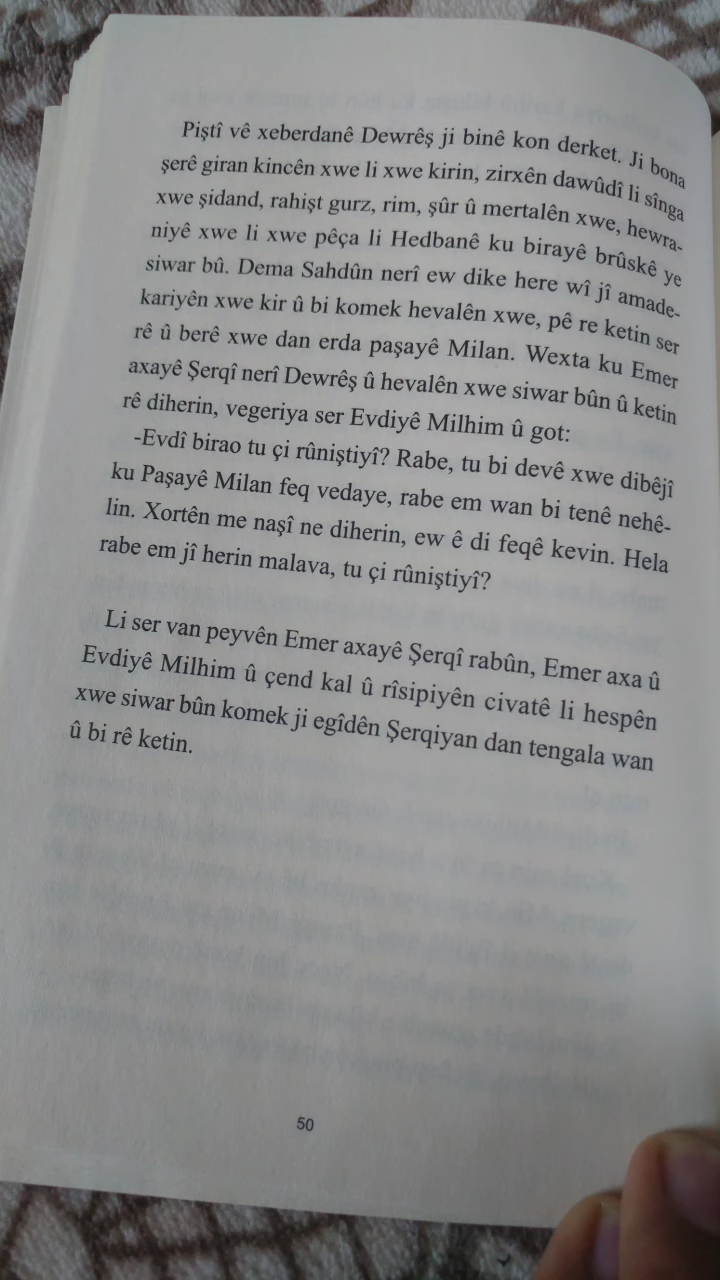 Piştî vê xeberdanê Dewrêş ji binê kon derket. Ji bona
şerê giran kincên xwe li xwe kirin, zirxên dawûdî li sînga
xwe şidand, rahişt gurz, rim, şûr û mertalên xwe, hewra-
niyê xwe li xwe pêça li Hedbanê ku birayê brûskê ye
siwar bû. Dema Sahdûn nerî ew dike here wî jî amade-
kariyên xwe kir û bi komek hevalên xwe, pê re ketin ser
rê û berê xwe dan erda paşayê Milan. Wexta ku Emer
axayê Şerqî nerî Dewrêş û hevalên xwe siwar bûn û ketin
rê diherin, vegeriya ser Evdiyê Milhim û got:
-Evdî birao tu çi rûniştiyî? Rabe, tu bi devê xwe dibêjî
ku Paşayê Milan feq vedaye, rabe em wan bi tenê nehê-
lin. Xortên me naşî ne diherin, ew ê di feqê kevin. Hela
rabe em jî herin malava, tu çi rûniştiyî?
Li ser van peyvên Emer axayê Şerqî rabûn, Emer axa û
Evdiyê Milhim û çend kal û rîsipiyên civatê li hespên
xwe siwar bûn komek ji egîdên Şerqiyan dan tengala wan
û bi rê ketin.
50